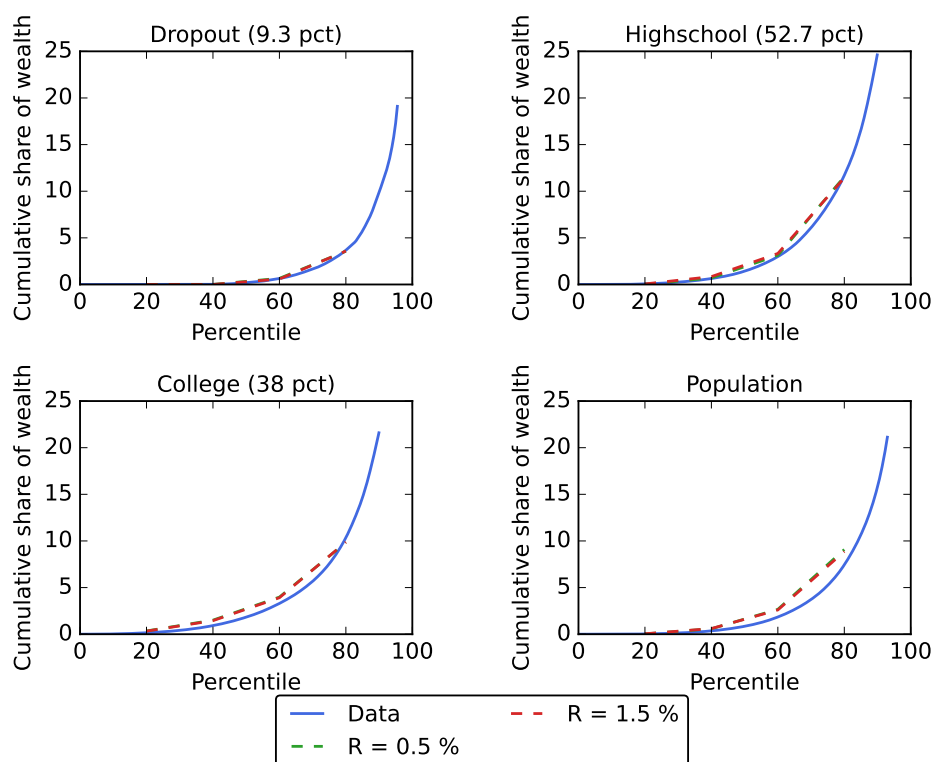 Dropout (9.3 pct)
Cumulative share of wealth
25
20
15
10
5
0
0 20 40 60 80 100
Percentile
Highschool (52.7 pct)
Cumulative share of wealth
25
20
15
10
5
0
0 20 40 60 80 100
Percentile
College (38 pct)
Cumulative share of wealth
25
20
15
10
5
0
0 20 40 60 80 100
Percentile
Population
Cumulative share of wealth
25
20
15
10
5
0
0 20 40 60 80 100
Percentile
Data
R = 0.5 %
R = 1.5 %